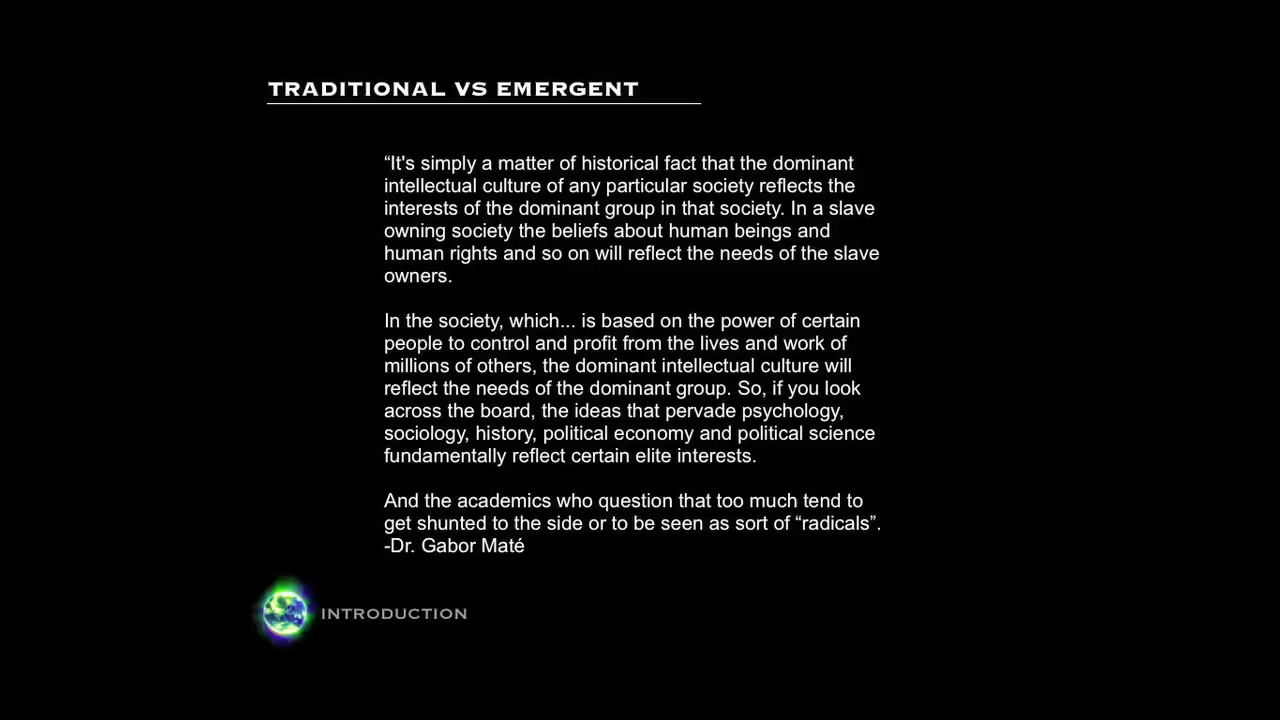 TRADITIONAL VS EMERGENT
“It's simply a matter of historical fact that the dominant
intellectual culture of any particular society reflects the
interests of the dominant group in that society. In a slave
owning society the beliefs about human beings and
human rights and so on will reflect the needs of the slave
owners.
In the society, which... is based on the power of certain
people to control and profit from the lives and work of
millions of others, the dominant intellectual culture will
reflect the needs of the dominant group. So, if you look
across the board, the ideas that pervade psychology,
sociology, history, political economy and political science
fundamentally reflect certain elite interests.
And the academics who question that too much tend to
get shunted to the side or to be seen as sort of “radicals”.
-Dr. Gabor Maté
INTRODUCTION